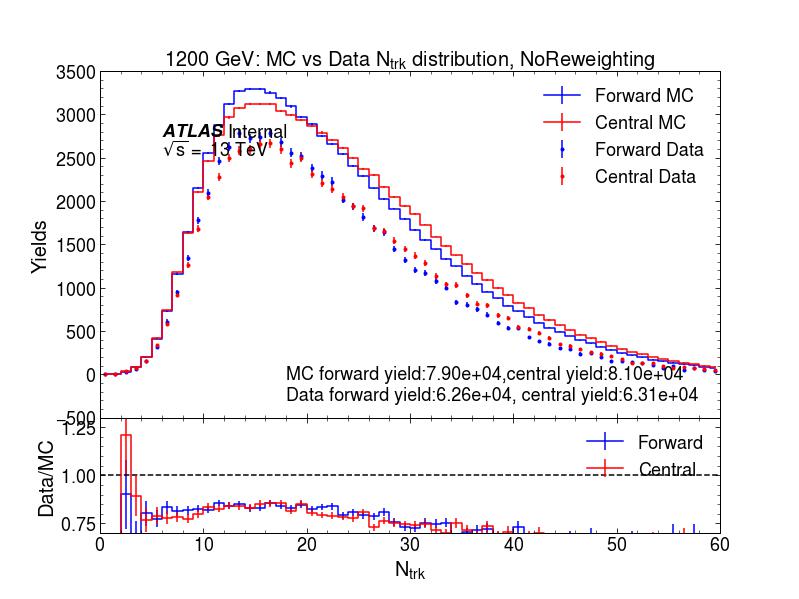 1200 GeV: MC vs Data Ntrk distribution, NoReweighting
3500
3000
2500
2000
1500
1000
500
0
−500
Yields
ATLAS Internal
√s = 13 TeV
Forward MC
Central MC
Forward Data
Central Data
MC forward yield:7.90e+04,central yield:8.10e+04
Data forward yield:6.26e+04, central yield:6.31e+04
1.25
1.00
0.75
Data/MC
Forward
Central
0 10 20 30 40 50 60
Ntrk